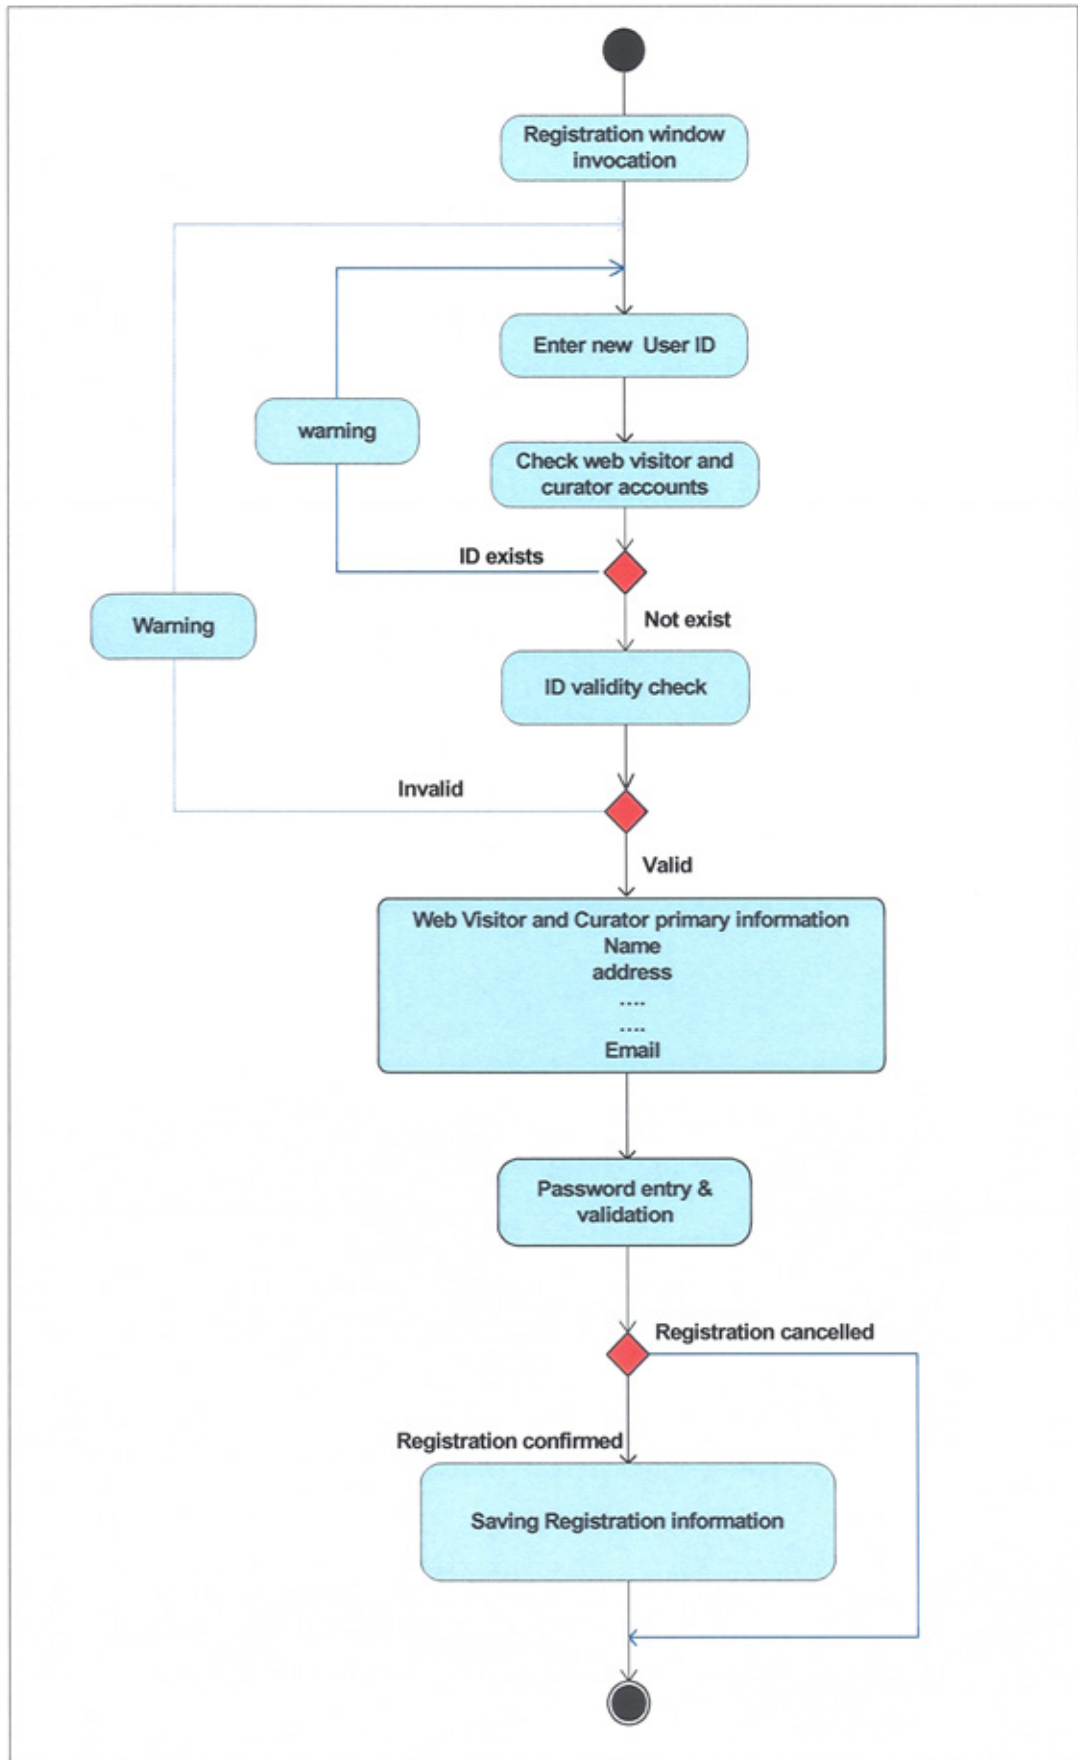 Registration window
invocation
Enter new User ID
warning
Check web visitor and
curator accounts
ID exists
Warning
Not exist
ID validity check
Invalid
Valid
Web Visitor and Curator primary information
Name
address
....
....
Email
Password entry &
validation
Registration cancelled
Registration confirmed
Saving Registration information